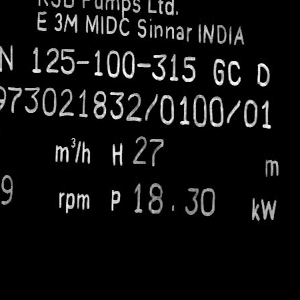 KSB Pumps Ltd.
E 3M MIDC Sinnar INDIA
N 125-100-315 GC D
973021832/0100/01
m³/h H 27 m
9 rpm P 18.30 kW